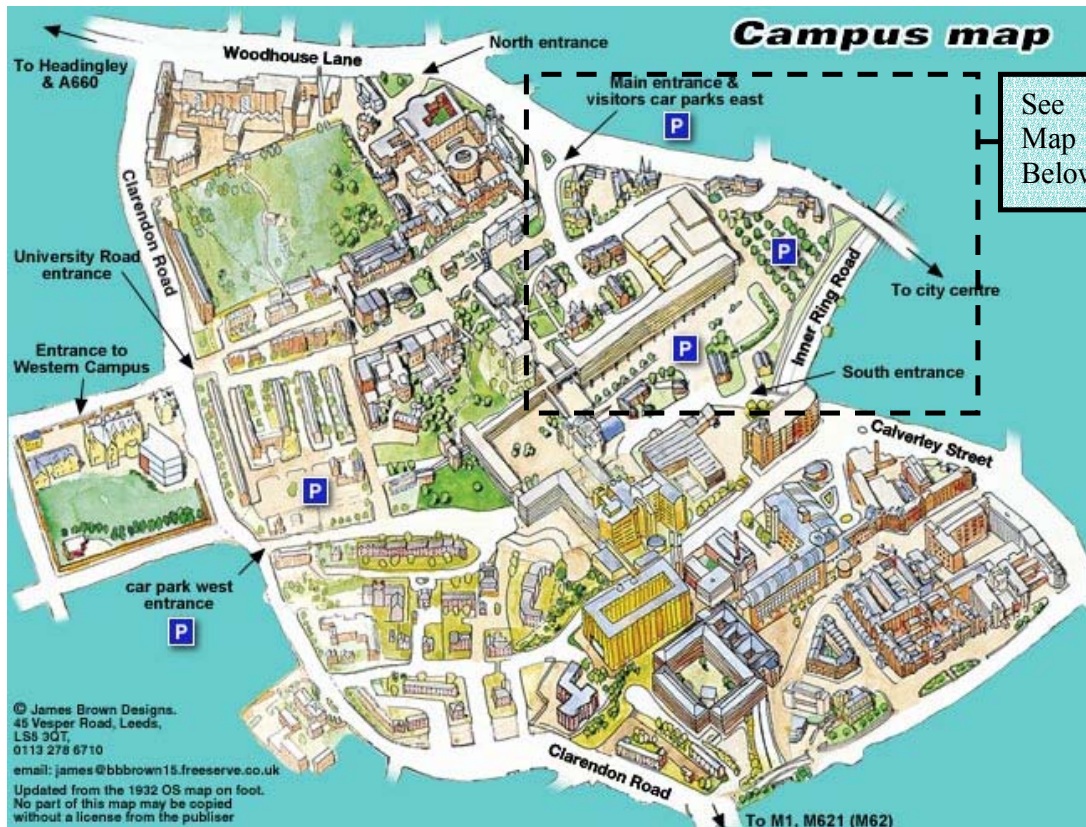 Campus map
Woodhouse Lane
North entrance
To Headingley
& A660
Main entrance &
visitors car parks east
P
See
Map
Below
Clarendon Road
University Road
entrance
P
To city centre
Inner Ring Road
Entrance to
Western Campus
P
South entrance
Calverley Street
P
car park west
entrance
P
© James Brown Designs.
45 Vesper Road, Leeds,
LS5 3QT,
0113 278 6710
email: james@bbbrown15.freeserve.co.uk
Updated from the 1932 OS map on foot.
No part of this map may be copied
without a license from the publiser
Clarendon Road
To M1, M621 (M62)